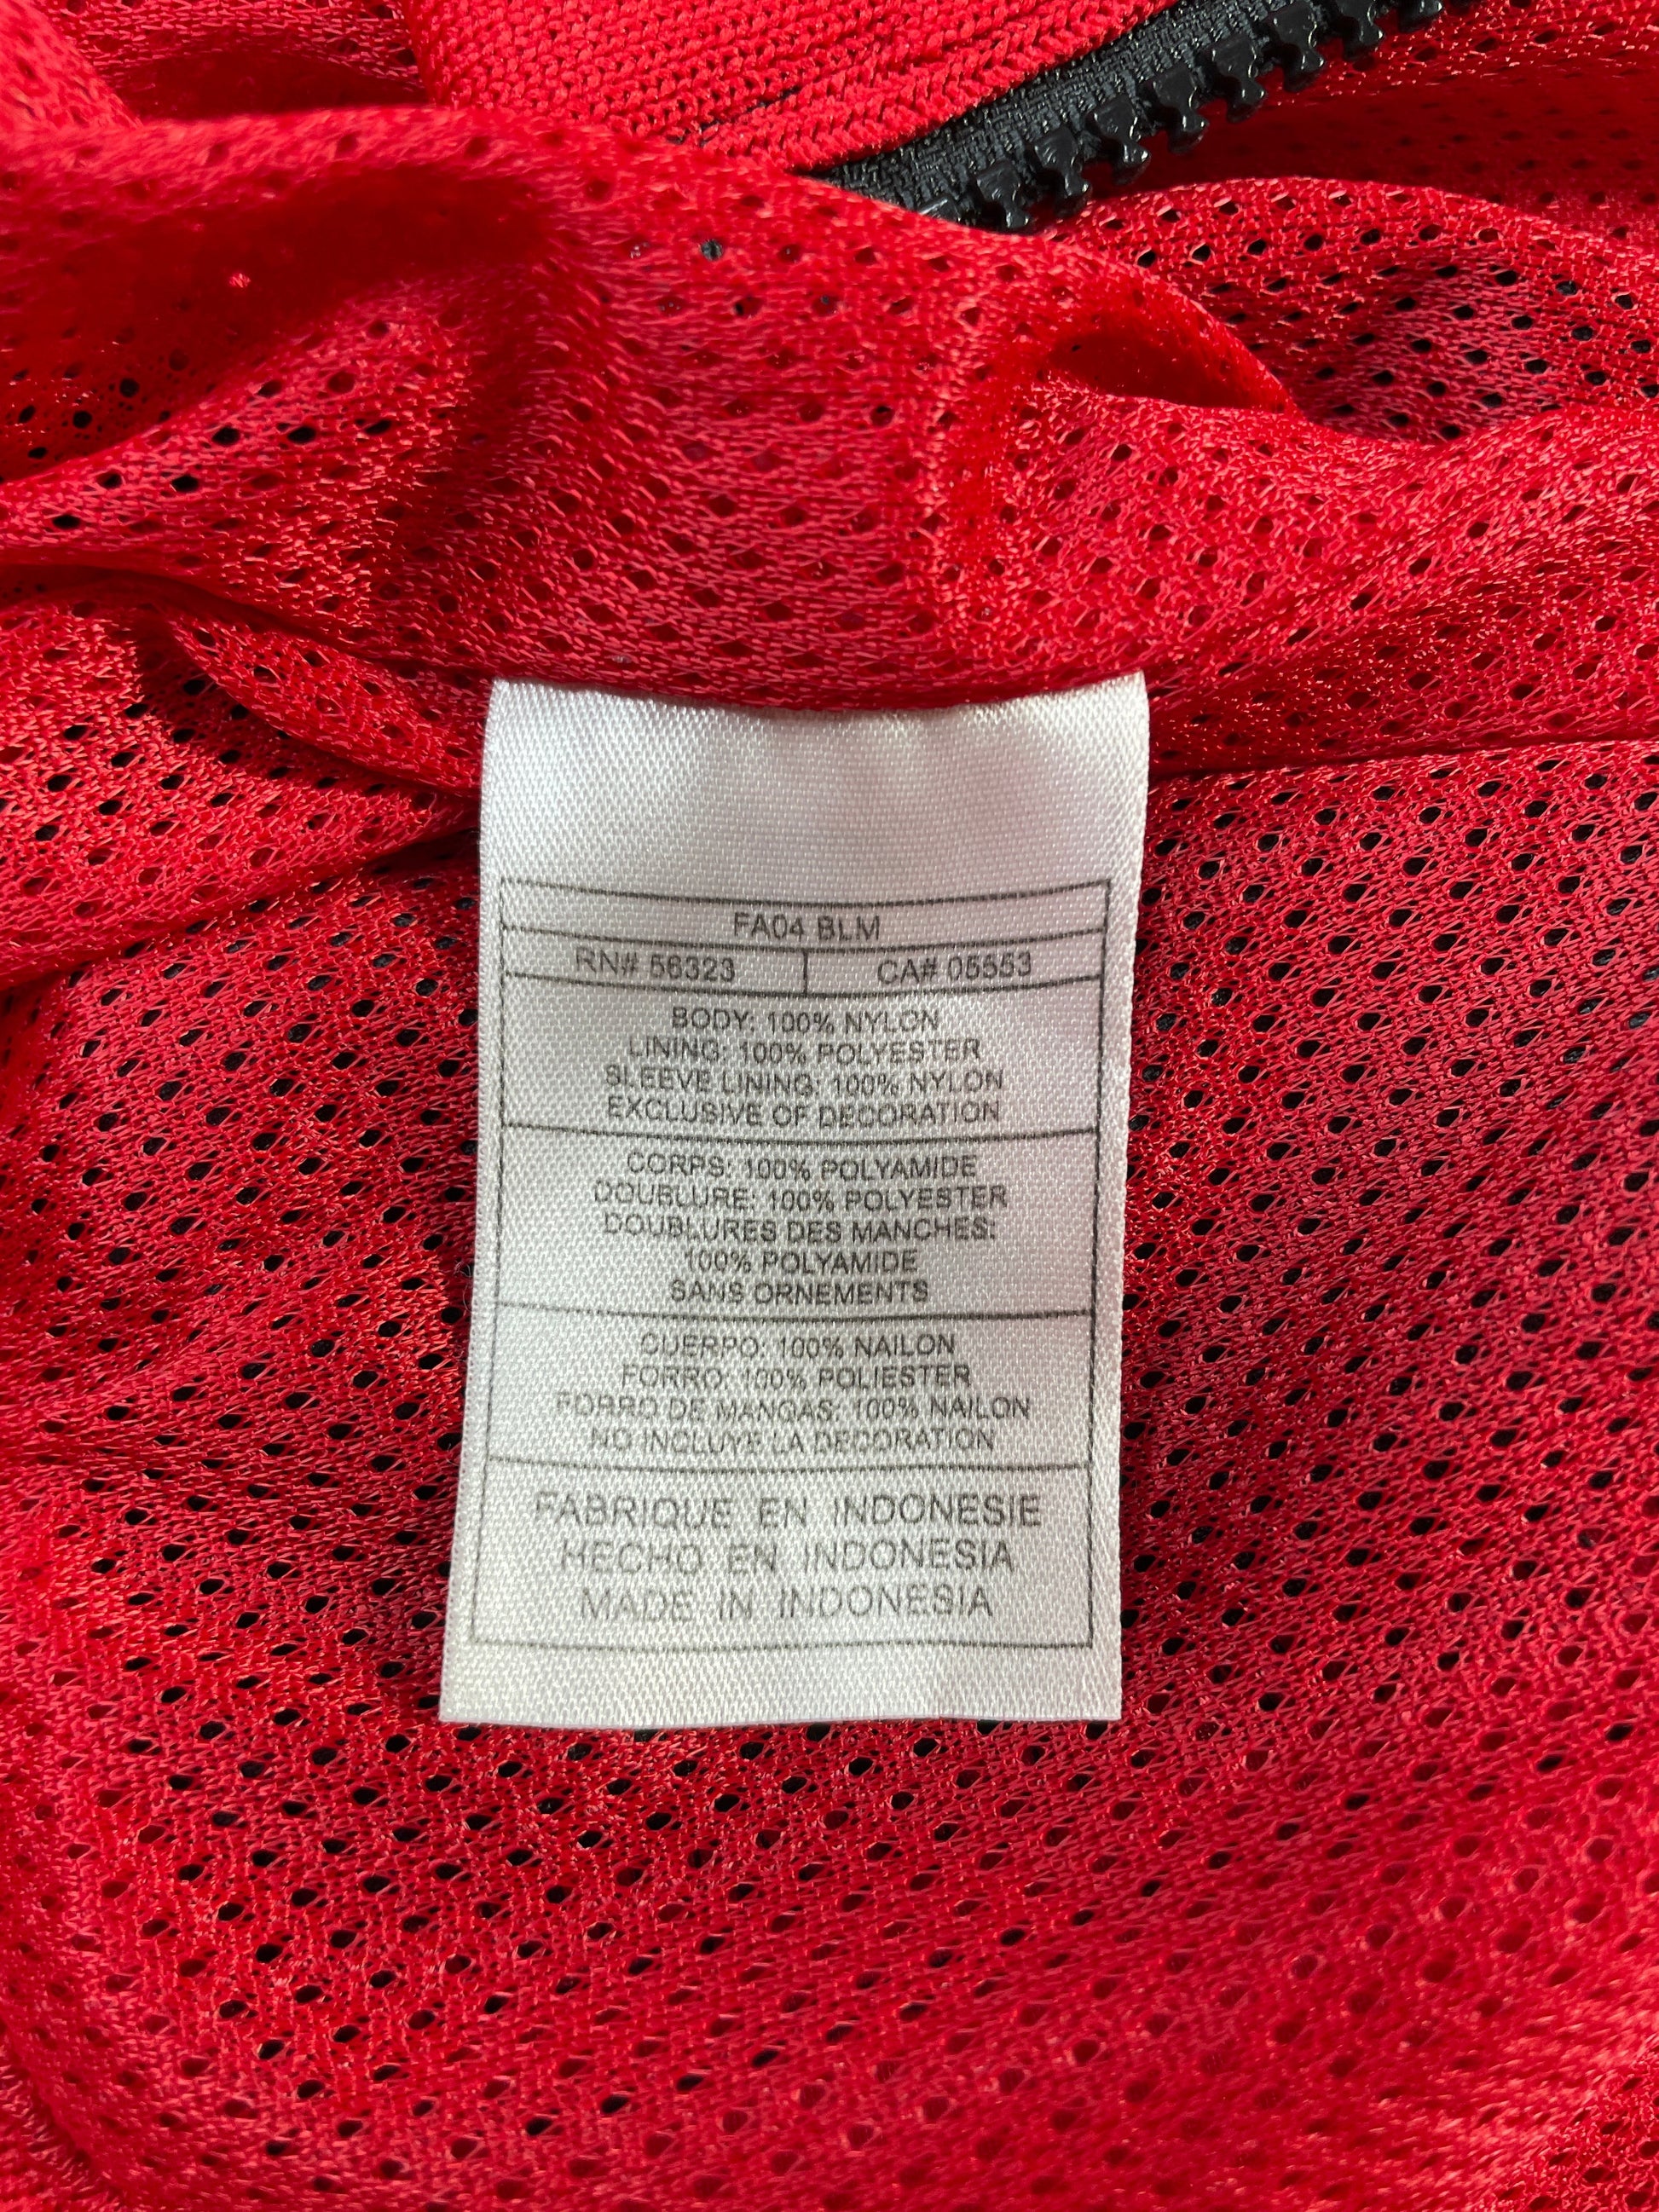 FA04 BLM
RN# 56323 CA# 05553
BODY: 100% NYLON
LINING: 100% POLYESTER
SLEEVE LINING: 100% NYLON
EXCLUSIVE OF DECORATION
CORPS: 100% POLYAMIDE
DOUBLURE: 100% POLYESTER
DOUBLURES DES MANCHES:
100% POLYAMIDE
SANS ORNEMENTS
CUERPO: 100% NAILON
FORRO: 100% POLIESTER
FORRO DE MANGAS: 100% NAILON
NO INCLUYE LA DECORATION
FABRIQUE EN INDONESIE
HECHO EN INDONESIA
MADE IN INDONESIA